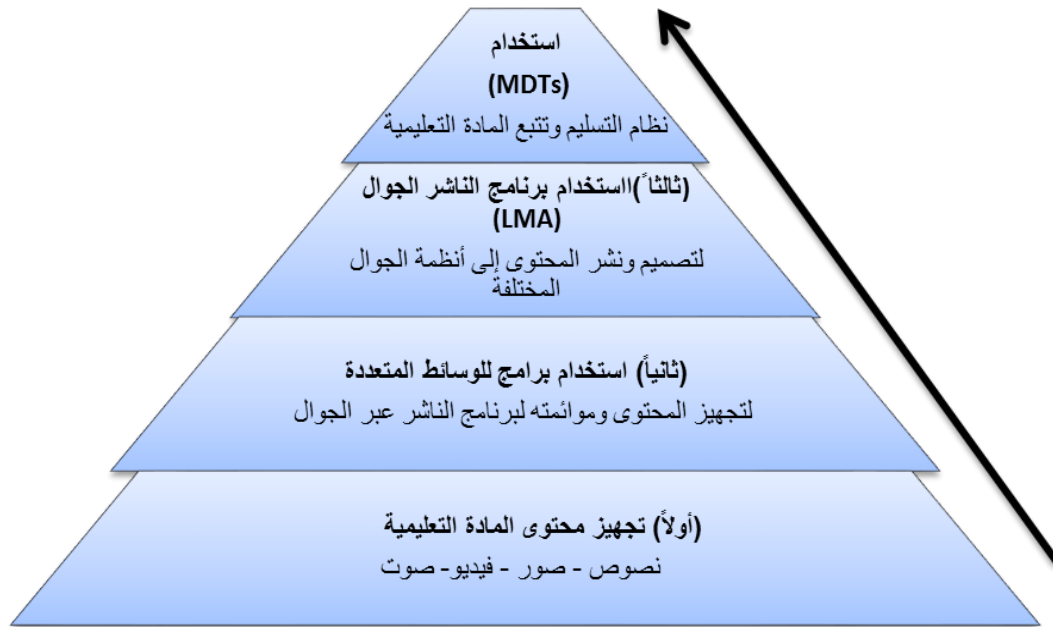 استخدام
(MDTs)
نظام التسليم وتتبع المادة التعليمية
(ثالثا ً)ااستخدام برنامج الناشر الجوال
(LMA)
لتصميم ونشر المحتوى إلى أنظمة الجوال
المختلفة
(ثانياً) استخدام برامج للوسائط المتعددة
لتجهيز المحتوى وموائمته لبرنامج الناشر عبر الجوال
(أولاً) تجهيز محتوى المادة التعليمية
نصوص - صور - فيديو- صوت